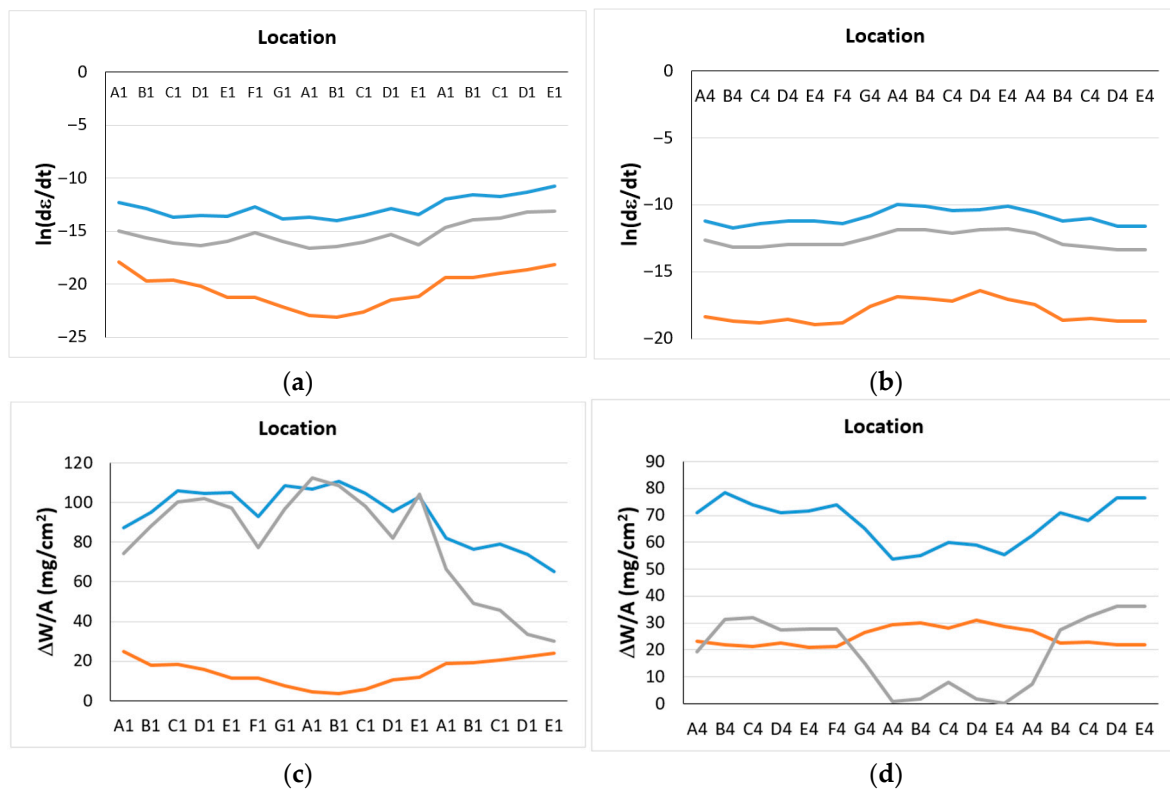 Location
0
A1 B1 C1 D1 E1 F1 G1 A1 B1 C1 D1 E1 A1 B1 C1 D1 E1
−5
−10
−15
−20
−25
ln(dε/dt)
(a)
Location
0
A4 B4 C4 D4 E4 F4 G4 A4 B4 C4 D4 E4 A4 B4 C4 D4 E4
−5
−10
−15
−20
ln(dε/dt)
(b)
Location
120
100
80
60
40
20
0
ΔW/A (mg/cm²)
A1 B1 C1 D1 E1 F1 G1 A1 B1 C1 D1 E1 A1 B1 C1 D1 E1
(c)
Location
90
80
70
60
50
40
30
20
10
0
ΔW/A (mg/cm²)
A4 B4 C4 D4 E4 F4 G4 A4 B4 C4 D4 E4 A4 B4 C4 D4 E4
(d)